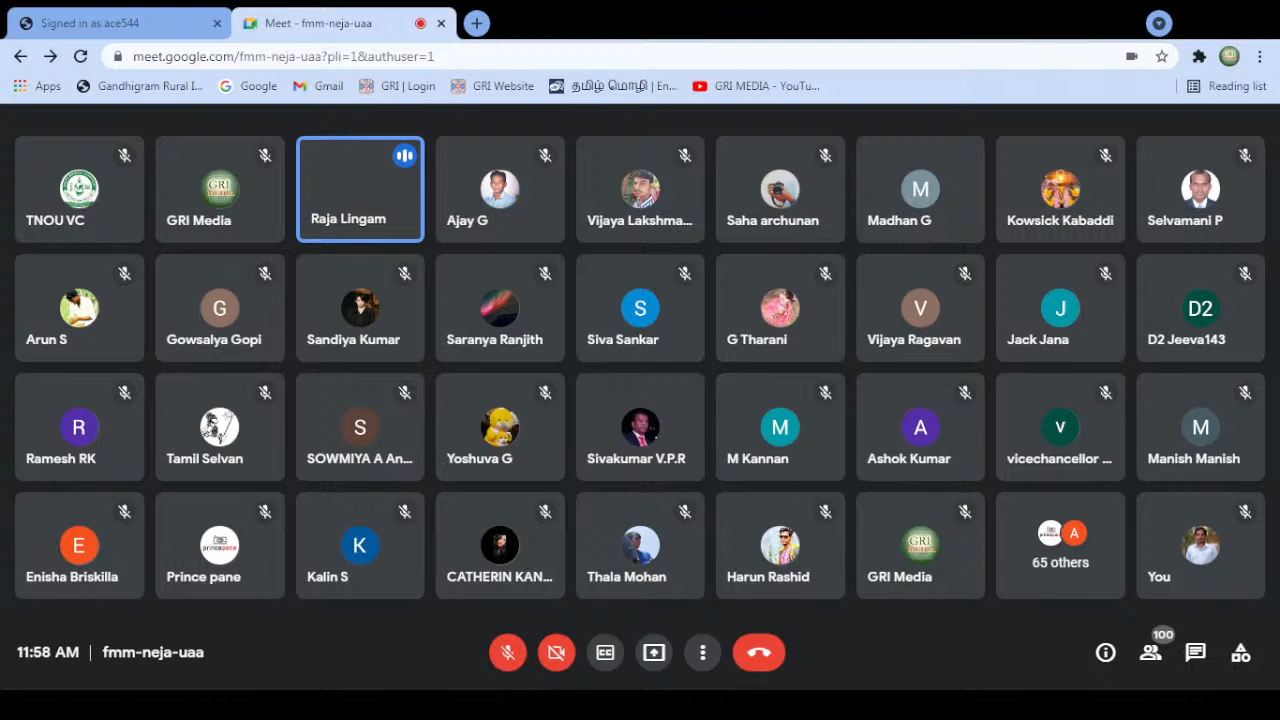 Signed in as ace544
Meet - fmm-neja-uaa
meet.google.com/fmm-neja-uaa?pli=1&authuser=1
Apps
Gandhigram Rural I...
Google
Gmail
GRI | Login
GRI Website
தமிழ் மொழி | En...
GRI MEDIA - YouTu...
Reading list
TNOU VC
GRI
GRI Media
Raja Lingam
Ajay G
Vijaya Lakshma...
Saha archunan
M
Madhan G
Kowsick Kabaddi
Selvamani P
Arun S
G
Gowsalya Gopi
Sandiya Kumar
Saranya Ranjith
S
Siva Sankar
G Tharani
V
Vijaya Ragavan
J
Jack Jana
D2
D2 Jeeva143
R
Ramesh RK
Tamil Selvan
S
SOWMIYA A An...
Yoshuva G
Sivakumar V.P.R
M
M Kannan
A
Ashok Kumar
v
vicechancellor ...
M
Manish Manish
E
Enisha Briskilla
princepane
Prince pane
K
Kalin S
CATHERIN KAN...
Thala Mohan
Harun Rashid
GRI
GRI Media
A
65 others
You
11:58 AM | fmm-neja-uaa
CC
100